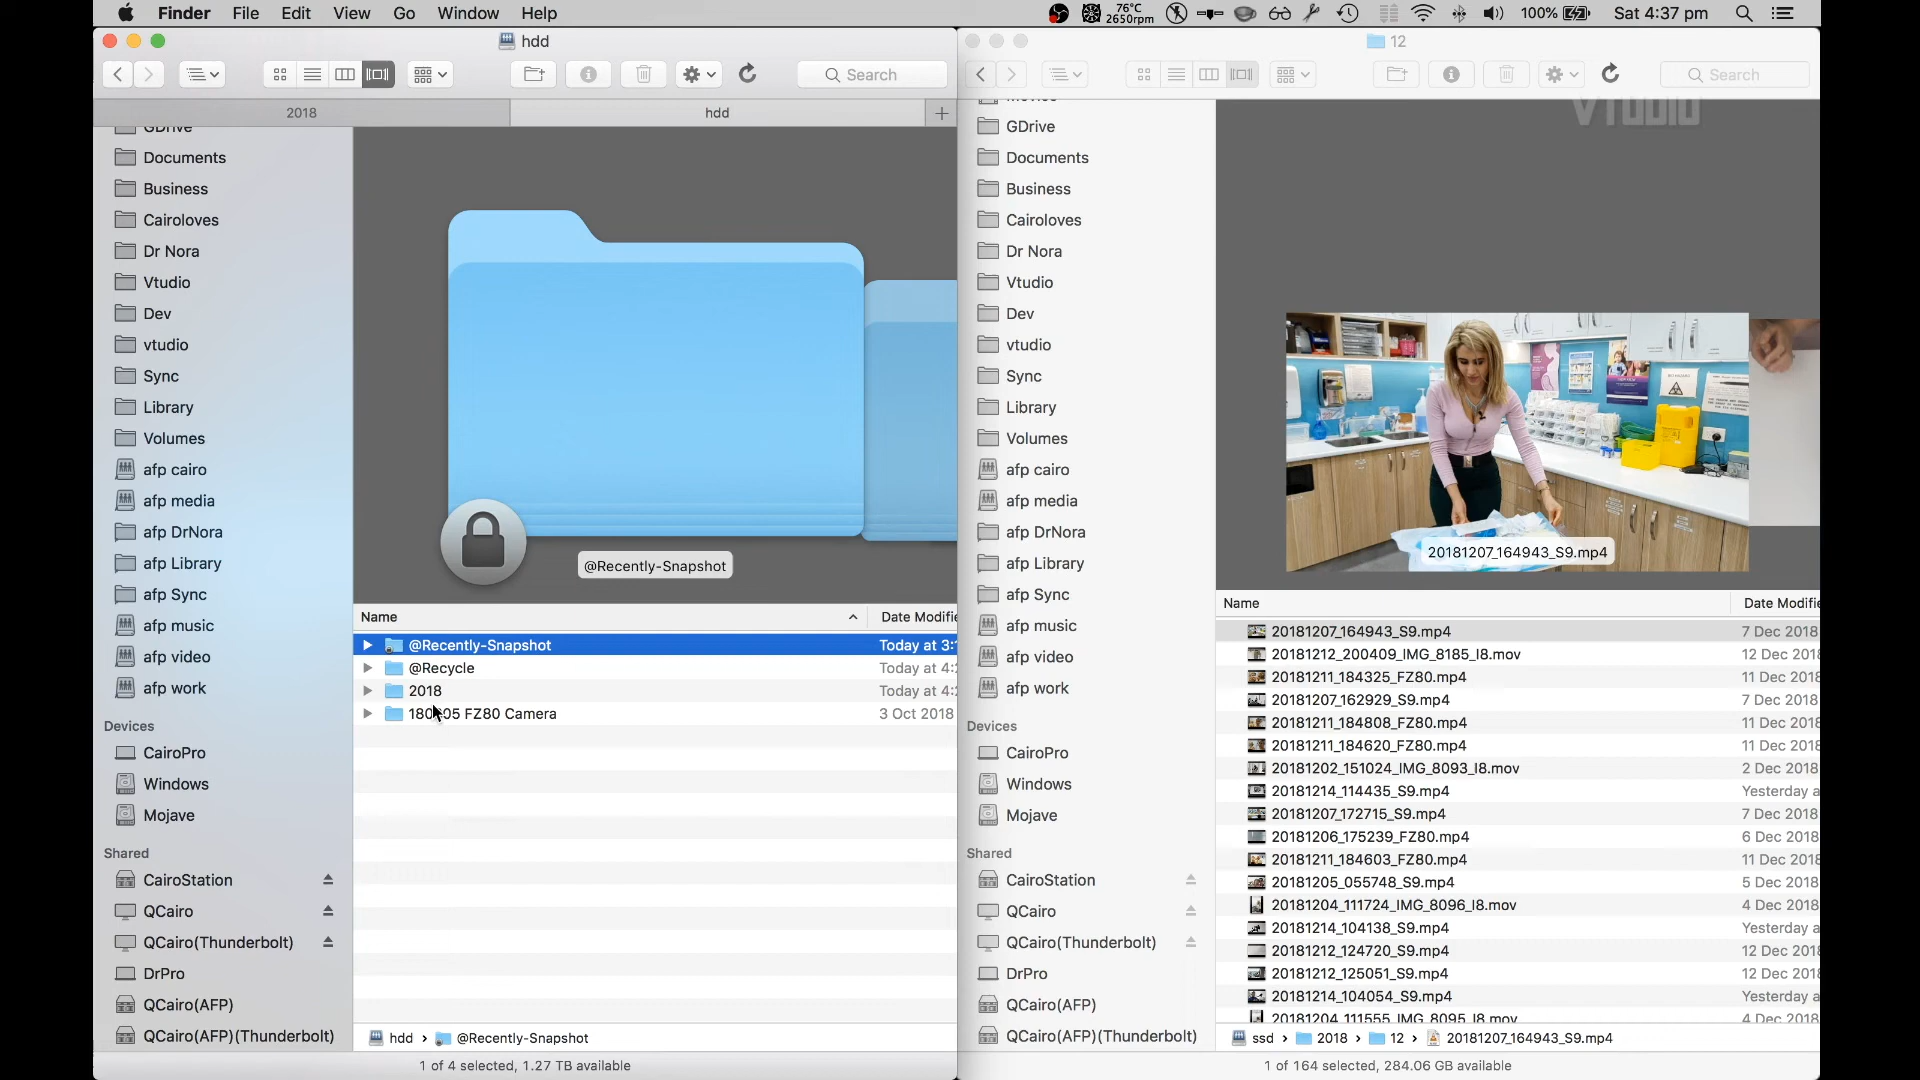 Finder File Edit View Go Window Help
76°C
2650rpm
100%
Sat 4:37 pm
hdd
Search
2018
hdd
GDrive
Documents
Business
Cairoloves
Dr Nora
Vtudio
Dev
vtudio
Sync
Library
Volumes
afp cairo
afp media
afp DrNora
afp Library
afp Sync
afp music
afp video
afp work
Devices
CairoPro
Windows
Mojave
Shared
CairoStation
QCairo
QCairo(Thunderbolt)
DrPro
QCairo(AFP)
QCairo(AFP)(Thunderbolt)
@Recently-Snapshot
Name Date Modifie
@Recently-Snapshot Today at 3:
@Recycle Today at 4:
2018 Today at 4:
FZ80 Camera 3 Oct 2018
hdd › @Recently-Snapshot
1 of 4 selected, 1.27 TB available
12
Search
VTUDIO
Movies
GDrive
Documents
Business
Cairoloves
Dr Nora
Vtudio
Dev
vtudio
Sync
Library
Volumes
afp cairo
afp media
afp DrNora
afp Library
afp Sync
afp music
afp video
afp work
Devices
CairoPro
Windows
Mojave
Shared
CairoStation
QCairo
QCairo(Thunderbolt)
DrPro
QCairo(AFP)
QCairo(AFP)(Thunderbolt)
20181207_164943_S9.mp4
Name Date Modifie
20181207_164943_S9.mp4 7 Dec 2018
20181212_200409_IMG_8185_I8.mov 12 Dec 2018
20181211_184325_FZ80.mp4 11 Dec 2018
20181207_162929_S9.mp4 7 Dec 2018
20181211_184808_FZ80.mp4 11 Dec 2018
20181211_184620_FZ80.mp4 11 Dec 2018
20181202_151024_IMG_8093_I8.mov 2 Dec 2018
20181214_114435_S9.mp4 Yesterday a
20181207_172715_S9.mp4 7 Dec 2018
20181206_175239_FZ80.mp4 6 Dec 2018
20181211_184603_FZ80.mp4 11 Dec 2018
20181205_055748_S9.mp4 5 Dec 2018
20181204_111724_IMG_8096_I8.mov 4 Dec 2018
20181214_104138_S9.mp4 Yesterday a
20181212_124720_S9.mp4 12 Dec 2018
20181212_125051_S9.mp4 12 Dec 2018
20181214_104054_S9.mp4 Yesterday a
20181204_111555_IMG_8095_I8.mov 4 Dec 2018
ssd › 2018 › 12 › 20181207_164943_S9.mp4
1 of 164 selected, 284.06 GB available